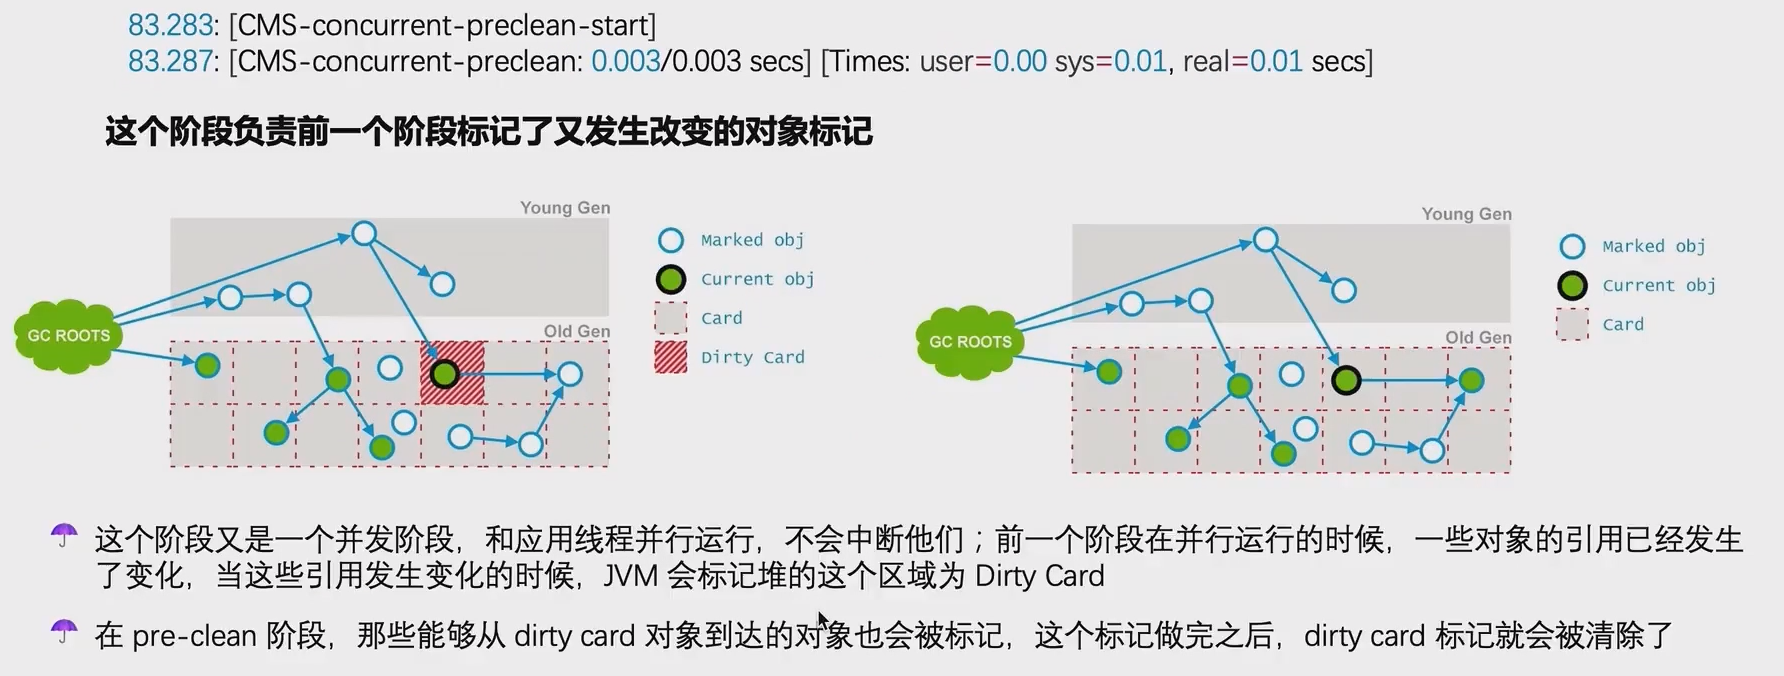 83.283: [CMS-concurrent-preclean-start]
83.287: [CMS-concurrent-preclean: 0.003/0.003 secs] [Times: user=0.00 sys=0.01, real=0.01 secs]
这个阶段负责前一个阶段标记了又发生改变的对象标记
Young Gen
Marked obj
Current obj
Card
Dirty Card
GC ROOTS
Old Gen
Young Gen
Marked obj
Current obj
Card
GC ROOTS
Old Gen
这个阶段又是一个并发阶段，和应用线程并行运行，不会中断他们；前一个阶段在并行运行的时候，一些对象的引用已经发生
了变化，当这些引用发生变化的时候，JVM 会标记堆的这个区域为 Dirty Card
在 pre-clean 阶段，那些能够从 dirty card 对象到达的对象也会被标记，这个标记做完之后，dirty card 标记就会被清除了